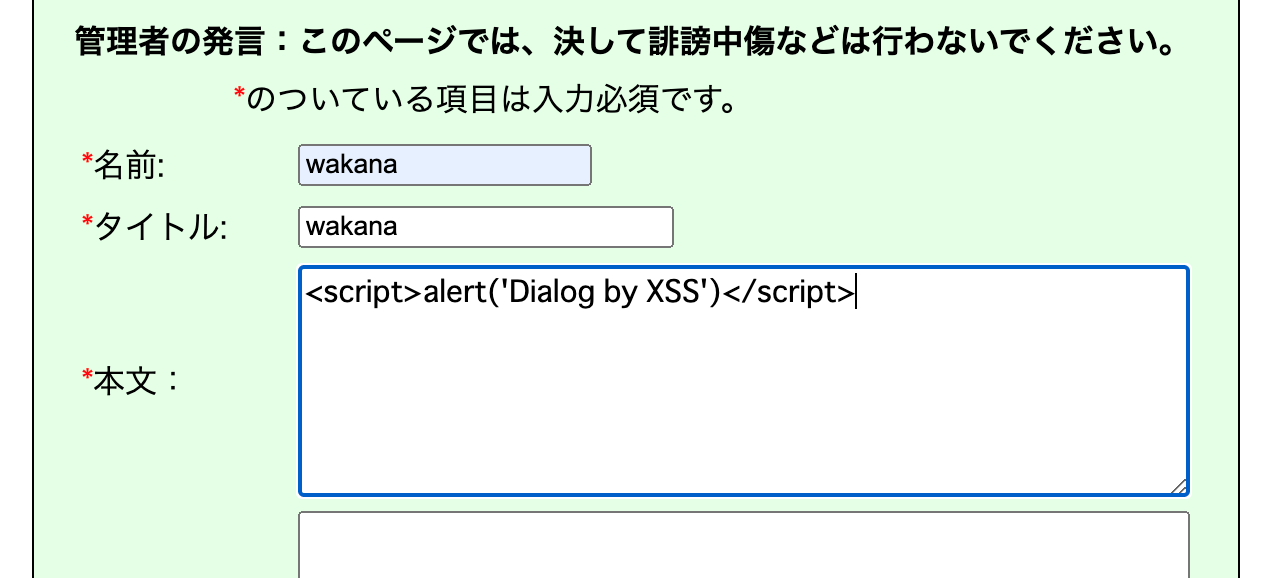 管理者の発言：このページでは、決して誹謗中傷などは行わないでください。
*のついている項目は入力必須です。
*名前: wakana
*タイトル: wakana
<script>alert('Dialog by XSS')</script>
*本文：